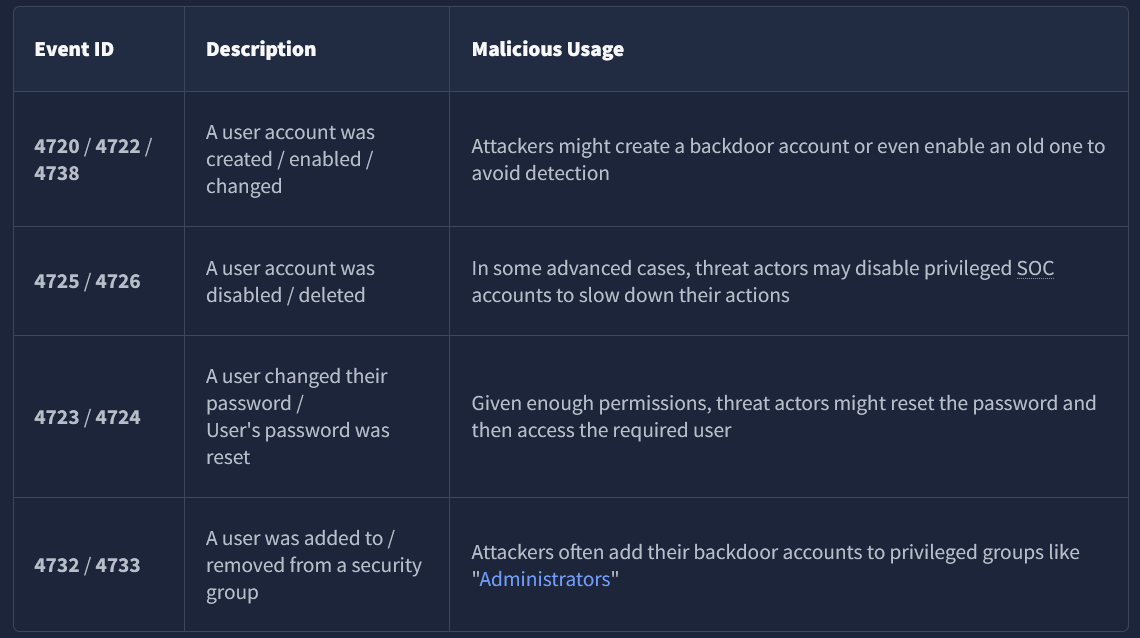 Event ID
Description
Malicious Usage
4720 / 4722 /
4738
A user account was
created / enabled /
changed
Attackers might create a backdoor account or even enable an old one to
avoid detection
4725 / 4726
A user account was
disabled / deleted
In some advanced cases, threat actors may disable privileged SOC
accounts to slow down their actions
4723 / 4724
A user changed their
password /
User's password was
reset
Given enough permissions, threat actors might reset the password and
then access the required user
4732 / 4733
A user was added to /
removed from a security
group
Attackers often add their backdoor accounts to privileged groups like
"Administrators"